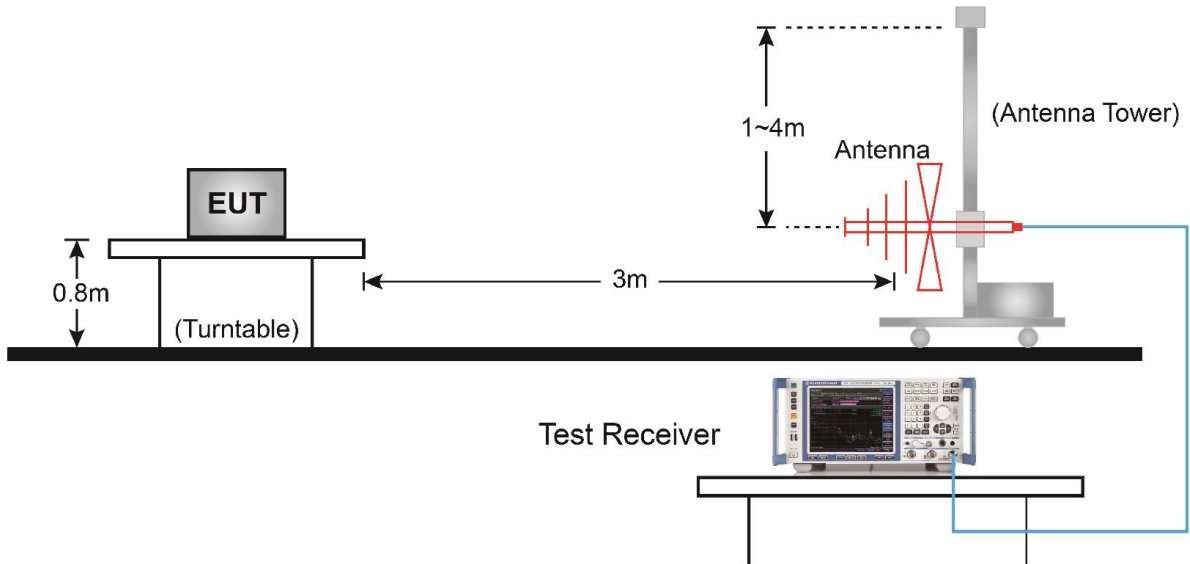 1~4m
(Antenna Tower)
Antenna
EUT
3m
0.8m
(Turntable)
Test Receiver